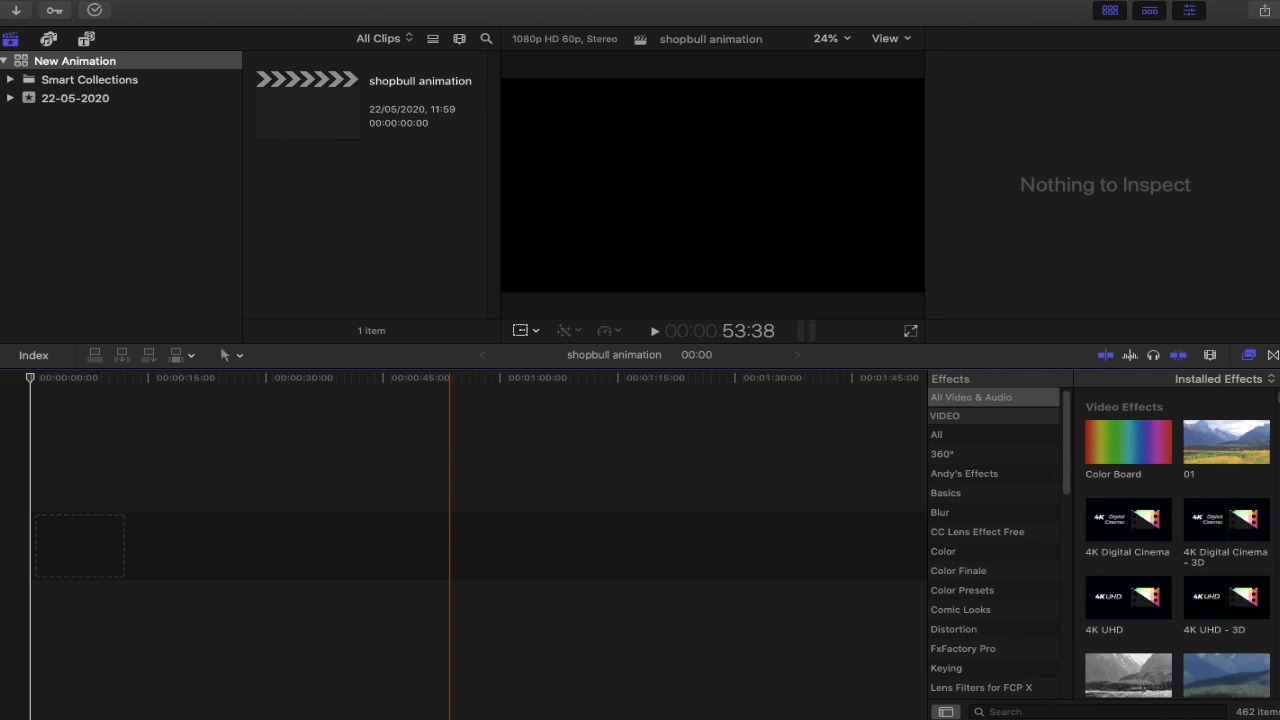 All Clips
1080p HD 60p, Stereo
shopbull animation
24%
View
New Animation
Smart Collections
22-05-2020
shopbull animation
22/05/2020, 11:59
00:00:00:00
Nothing to Inspect
1 item
00:00:53:38
Index
shopbull animation
00:00
00:00:00:00
00:00:15:00
00:00:30:00
00:00:45:00
00:01:00:00
00:01:15:00
00:01:30:00
00:01:45:00
Effects
Installed Effects
All Video & Audio
VIDEO
All
360°
Andy's Effects
Basics
Blur
CC Lens Effect Free
Color
Color Finale
Color Presets
Comic Looks
Distortion
FxFactory Pro
Keying
Lens Filters for FCP X
Video Effects
Color Board
01
4K Digital Cinema
4K Digital Cinema
4K Digital Cinema
4K Digital Cinema
- 3D
4K UHD
4K UHD
4K UHD
4K UHD - 3D
Search
462 items